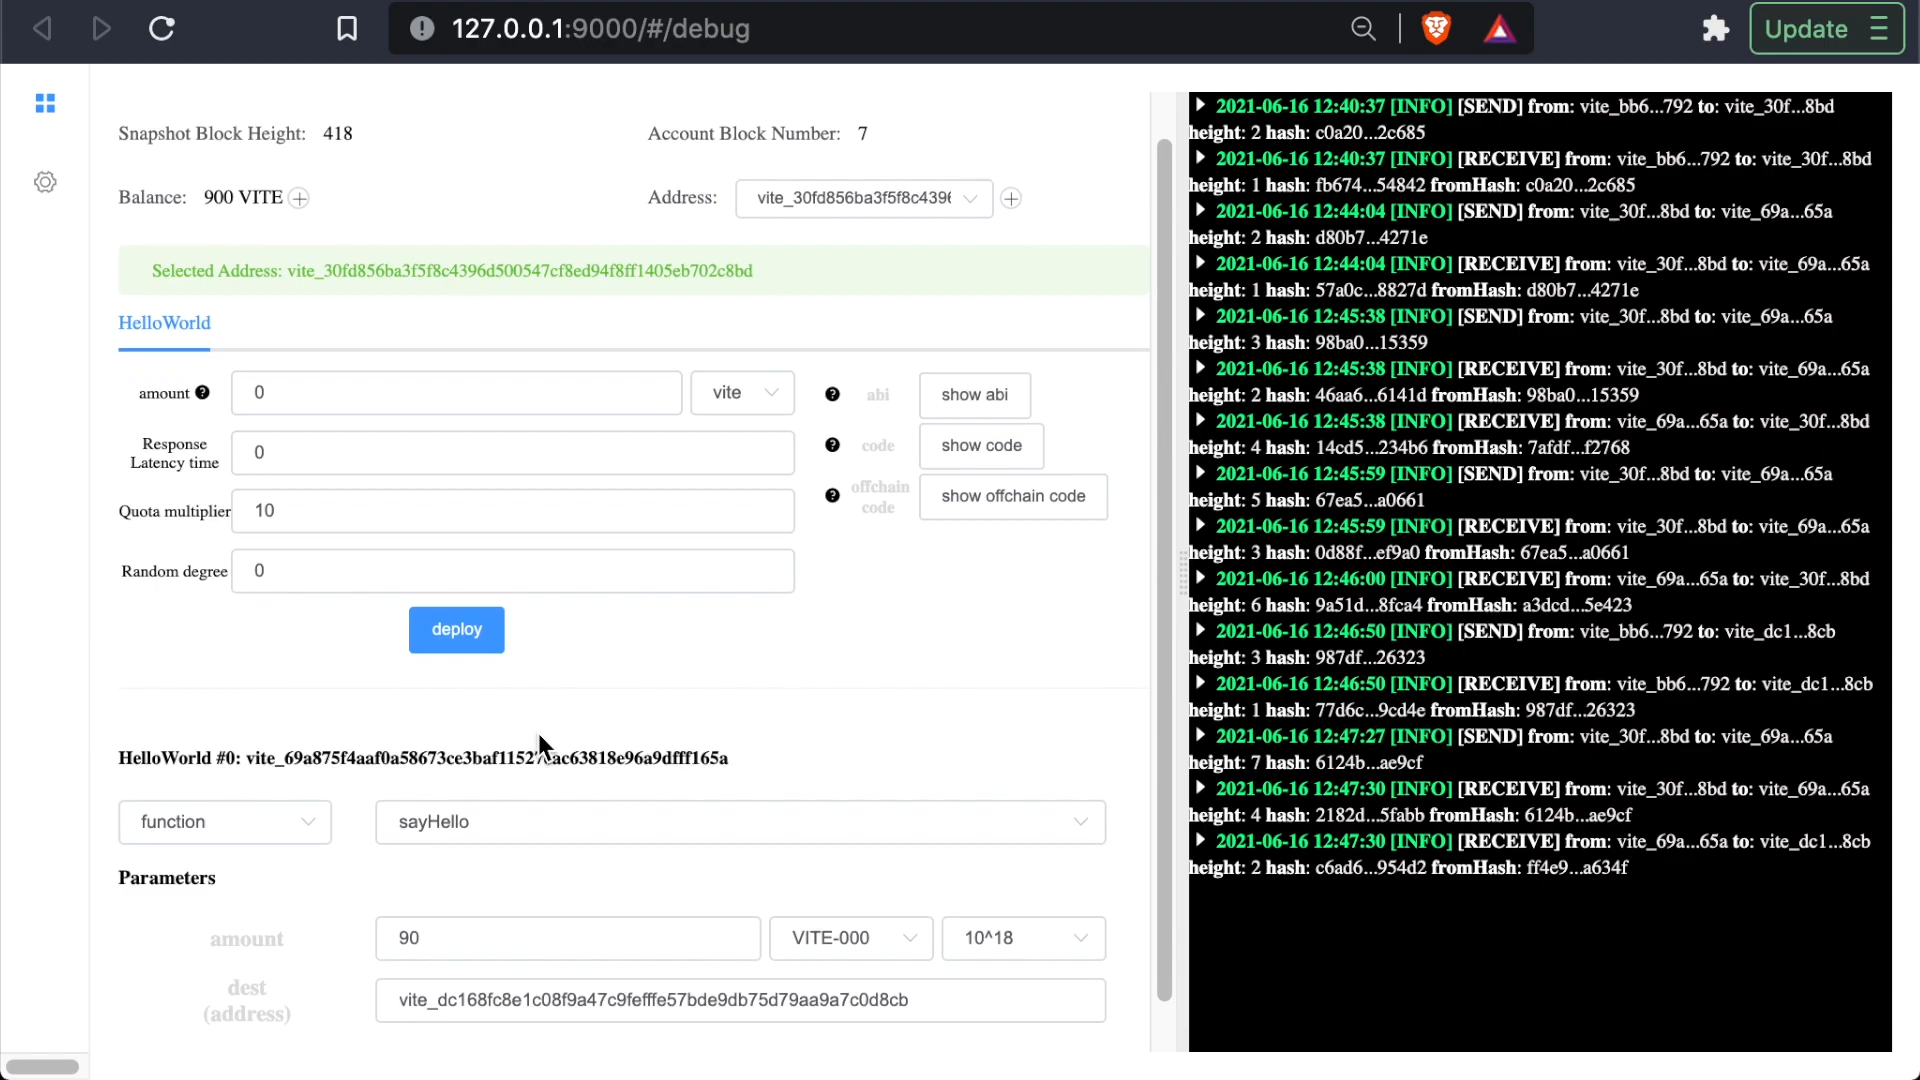 127.0.0.1:9000/#/debug
Update
Snapshot Block Height: 418
Account Block Number: 7
Balance: 900 VITE
Address: vite_30fd856ba3f5f8c4396
Selected Address: vite_30fd856ba3f5f8c4396d500547cf8ed94f8ff1405eb702c8bd
HelloWorld
amount ? 0 vite
? abi show abi
Response
Latency time
0
? code show code
? offchain
code
show offchain code
Quota multiplier 10
Random degree 0
deploy
HelloWorld #0:
function sayHello
Parameters
amount 90 VITE-000 10^18
dest
(address)
vite_dc168fc8e1c08f9a47c9fefffe57bde9db75d79aa9a7c0d8cb
2021-06-16 12:40:37 [INFO] [SEND] from: vite_bb6...792 to: vite_30f...8bd
height: 2 hash: c0a20...2c685
2021-06-16 12:40:37 [INFO] [RECEIVE] from: vite_bb6...792 to: vite_30f...8bd
height: 1 hash: fb674...54842 fromHash: c0a20...2c685
2021-06-16 12:44:04 [INFO] [SEND] from: vite_30f...8bd to: vite_69a...65a
height: 2 hash: d80b7...4271e
2021-06-16 12:44:04 [INFO] [RECEIVE] from: vite_30f...8bd to: vite_69a...65a
height: 1 hash: 57a0c...8827d fromHash: d80b7...4271e
2021-06-16 12:45:38 [INFO] [SEND] from: vite_30f...8bd to: vite_69a...65a
height: 3 hash: 98ba0...15359
2021-06-16 12:45:38 [INFO] [RECEIVE] from: vite_30f...8bd to: vite_69a...65a
height: 2 hash: 46aa6...6141d fromHash: 98ba0...15359
2021-06-16 12:45:38 [INFO] [RECEIVE] from: vite_69a...65a to: vite_30f...8bd
height: 4 hash: 14cd5...234b6 fromHash: 7afdf...f2768
2021-06-16 12:45:59 [INFO] [SEND] from: vite_30f...8bd to: vite_69a...65a
height: 5 hash: 67ea5...a0661
2021-06-16 12:45:59 [INFO] [RECEIVE] from: vite_30f...8bd to: vite_69a...65a
height: 3 hash: 0d88f...ef9a0 fromHash: 67ea5...a0661
2021-06-16 12:46:00 [INFO] [RECEIVE] from: vite_69a...65a to: vite_30f...8bd
height: 6 hash: 9a51d...8fca4 fromHash: a3dcd...5e423
2021-06-16 12:46:50 [INFO] [SEND] from: vite_bb6...792 to: vite_dc1...8cb
height: 3 hash: 987df...26323
2021-06-16 12:46:50 [INFO] [RECEIVE] from: vite_bb6...792 to: vite_dc1...8cb
height: 1 hash: 77d6c...9cd4e fromHash: 987df...26323
2021-06-16 12:47:27 [INFO] [SEND] from: vite_30f...8bd to: vite_69a...65a
height: 7 hash: 6124b...ae9cf
2021-06-16 12:47:30 [INFO] [RECEIVE] from: vite_30f...8bd to: vite_69a...65a
height: 4 hash: 2182d...5fabb fromHash: 6124b...ae9cf
2021-06-16 12:47:30 [INFO] [RECEIVE] from: vite_69a...65a to: vite_dc1...8cb
height: 2 hash: c6ad6...954d2 fromHash: ff4e9...a634f